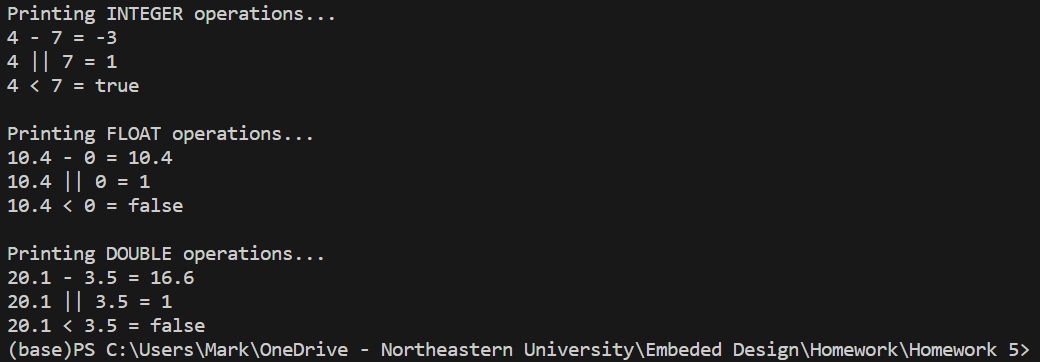 Printing INTEGER operations...
4 - 7 = -3
4 || 7 = 1
4 < 7 = true
Printing FLOAT operations...
10.4 - 0 = 10.4
10.4 || 0 = 1
10.4 < 0 = false
Printing DOUBLE operations...
20.1 - 3.5 = 16.6
20.1 || 3.5 = 1
20.1 < 3.5 = false
(base)PS C:\Users\Mark\OneDrive - Northeastern University\Embeded Design\Homework\Homework 5>